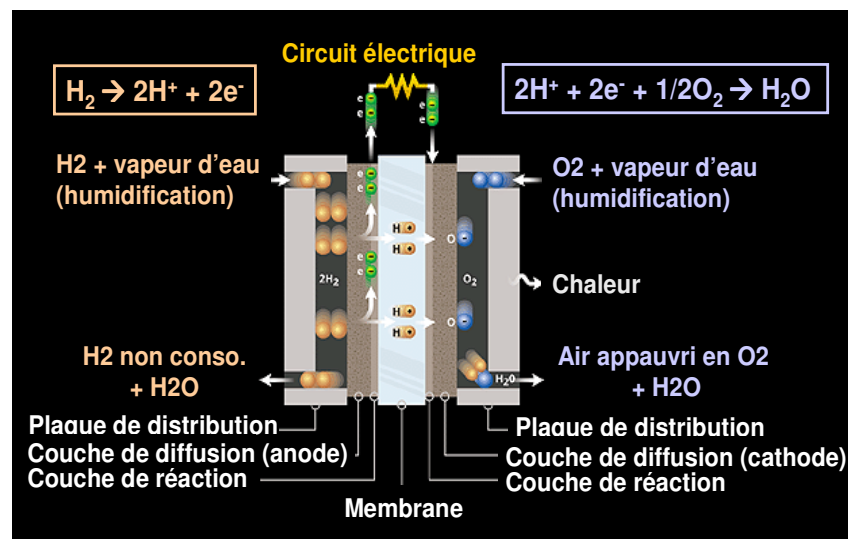 Circuit électrique
H₂ → 2H⁺ + 2e⁻
2H⁺ + 2e⁻ + 1/2O₂ → H₂O
e
e
e
e
H2 + vapeur d'eau
(humidification)
O2 + vapeur d'eau
(humidification)
e
e
H
H
O
e
e
2H₂
O₂
Chaleur
H
H
O
H2 non conso.
+ H2O
H₂O
Air appauvri en O2
+ H2O
Plaque de distribution
Couche de diffusion (anode)
Couche de réaction
Membrane
Plaque de distribution
Couche de diffusion (cathode)
Couche de réaction